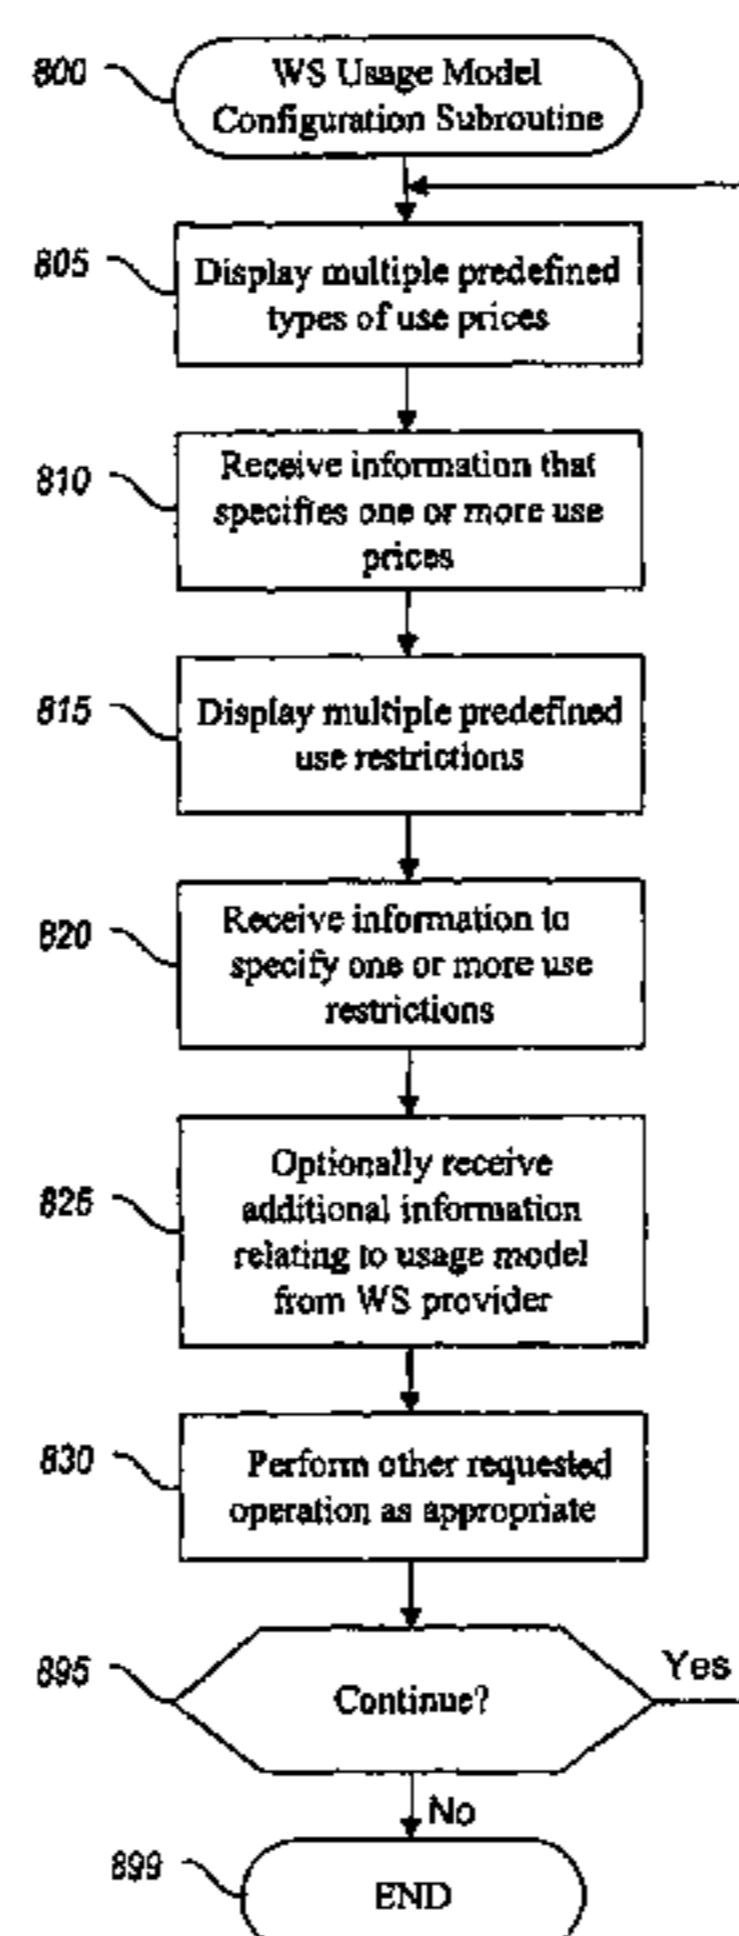 800
WS Usage Model
Configuration Subroutine
805
Display multiple predefined
types of use prices
810
Receive information that
specifies one or more use
prices
815
Display multiple predefined
use restrictions
820
Receive information to
specify one or more use
restrictions
825
Optionally receive
additional information
relating to usage model
from WS provider
830
Perform other requested
operation as appropriate
895
Continue?
Yes
No
899
END